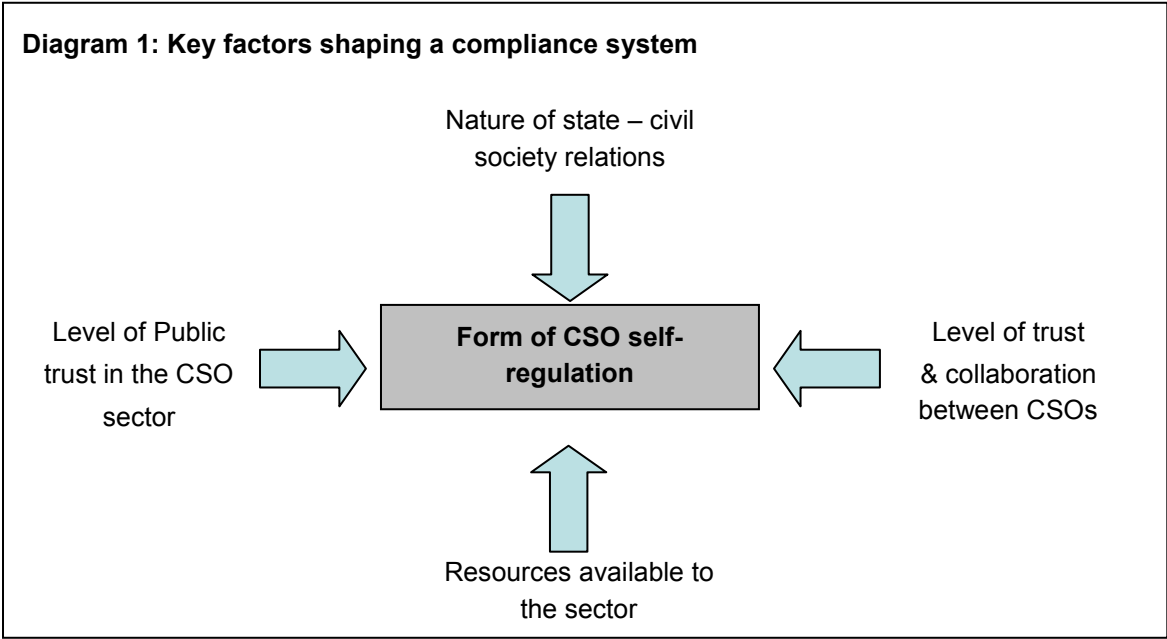 Diagram 1: Key factors shaping a compliance system
Nature of state – civil
society relations
Level of Public
trust in the CSO
sector
Form of CSO self-
regulation
Level of trust
& collaboration
between CSOs
Resources available to
the sector